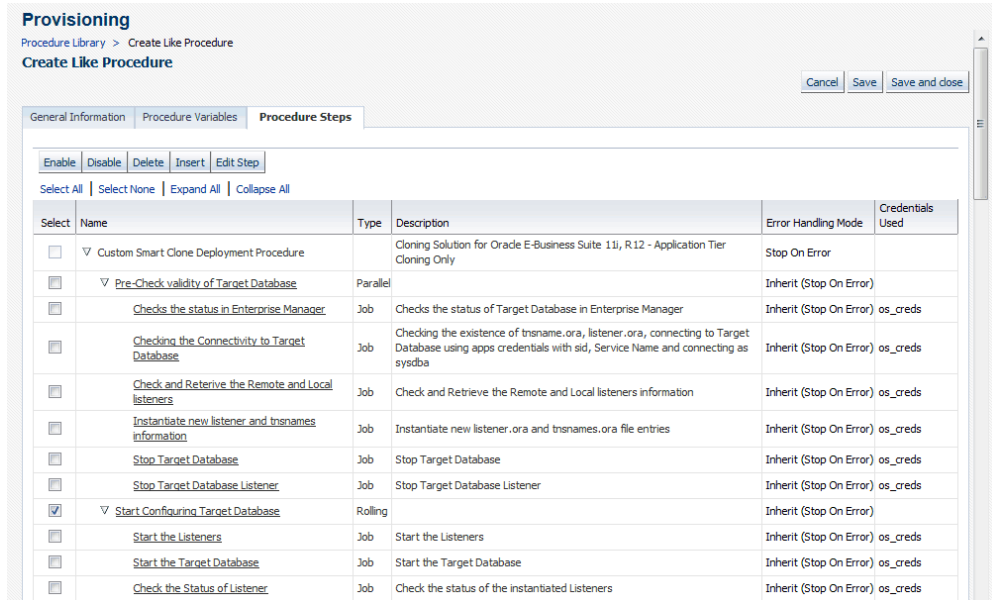 Provisioning
Procedure Library > Create Like Procedure
Create Like Procedure
Cancel Save Save and close
General Information Procedure Variables Procedure Steps
Enable Disable Delete Insert Edit Step
Select All | Select None | Expand All | Collapse All
Select Name Type Description Error Handling Mode Credentials Used
Custom Smart Clone Deployment Procedure Cloning Solution for Oracle E-Business Suite 11i, R12 - Application Tier Stop On Error
Cloning Only
Pre-Check validity of Target Database Parallel Inherit (Stop On Error)
Checks the status in Enterprise Manager Job Checks the status of Target Database in Enterprise Manager Inherit (Stop On Error) os_creds
Checking the Connectivity to Target
Database
Job
Checking the existence of tnsname.ora, listener.ora, connecting to Target
Database using apps credentials with sid, Service Name and connecting as
sysdba
Inherit (Stop On Error) os_creds
Check and Reterive the Remote and Local
listeners
Job Check and Retrieve the Remote and Local listeners information Inherit (Stop On Error) os_creds
Instantiate new listener and tnsnames
information
Job Instantiate new listener.ora and tnsnames.ora file entries Inherit (Stop On Error) os_creds
Stop Target Database Job Stop Target Database Inherit (Stop On Error) os_creds
Stop Target Database Listener Job Stop Target Database Listener Inherit (Stop On Error) os_creds
Start Configuring Target Database Rolling Inherit (Stop On Error)
Start the Listeners Job Start the Listeners Inherit (Stop On Error) os_creds
Start the Target Database Job Start the Target Database Inherit (Stop On Error) os_creds
Check the Status of Listener Job Check the status of the instantiated Listeners Inherit (Stop On Error) os_creds